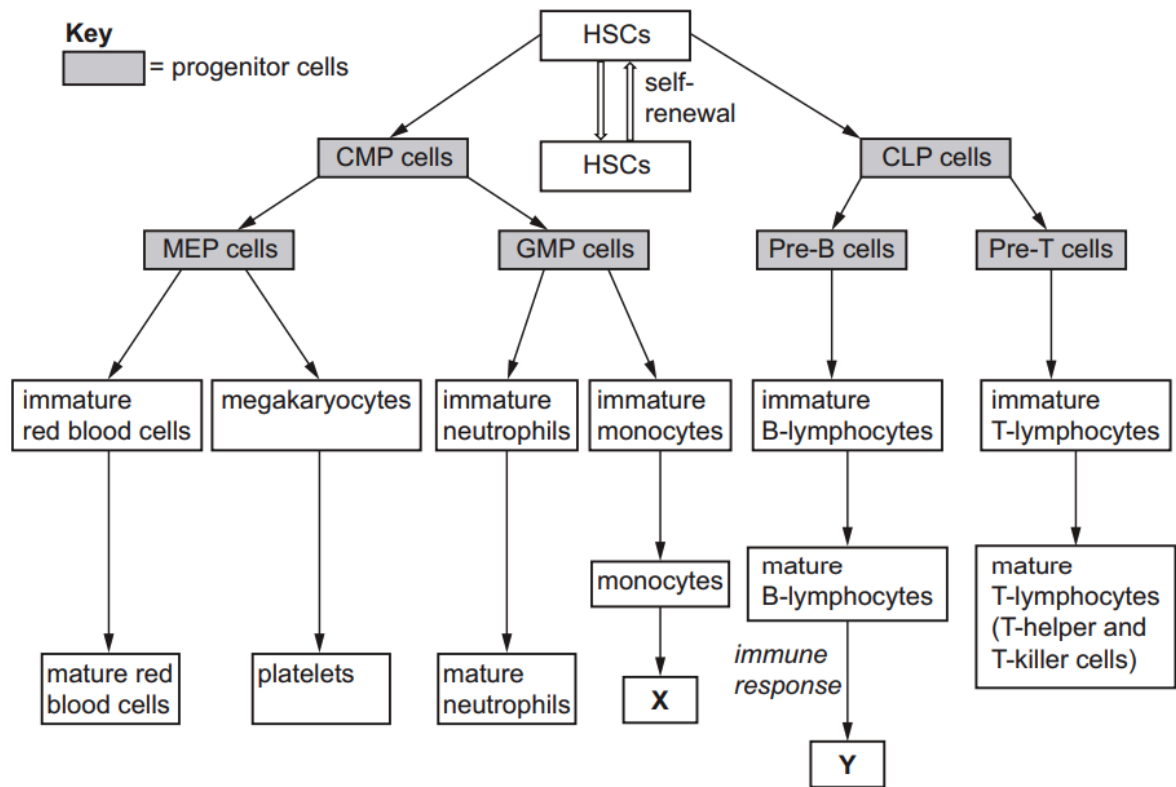 Key
= progenitor cells
HSCs
self-
renewal
HSCs
CMP cells
CLP cells
MEP cells
GMP cells
Pre-B cells
Pre-T cells
immature
red blood cells
megakaryocytes
immature
neutrophils
immature
monocytes
immature
B-lymphocytes
immature
T-lymphocytes
monocytes
mature
B-lymphocytes
mature
T-lymphocytes
(T-helper and
T-killer cells)
mature red
blood cells
platelets
mature
neutrophils
X
immune
response
Y